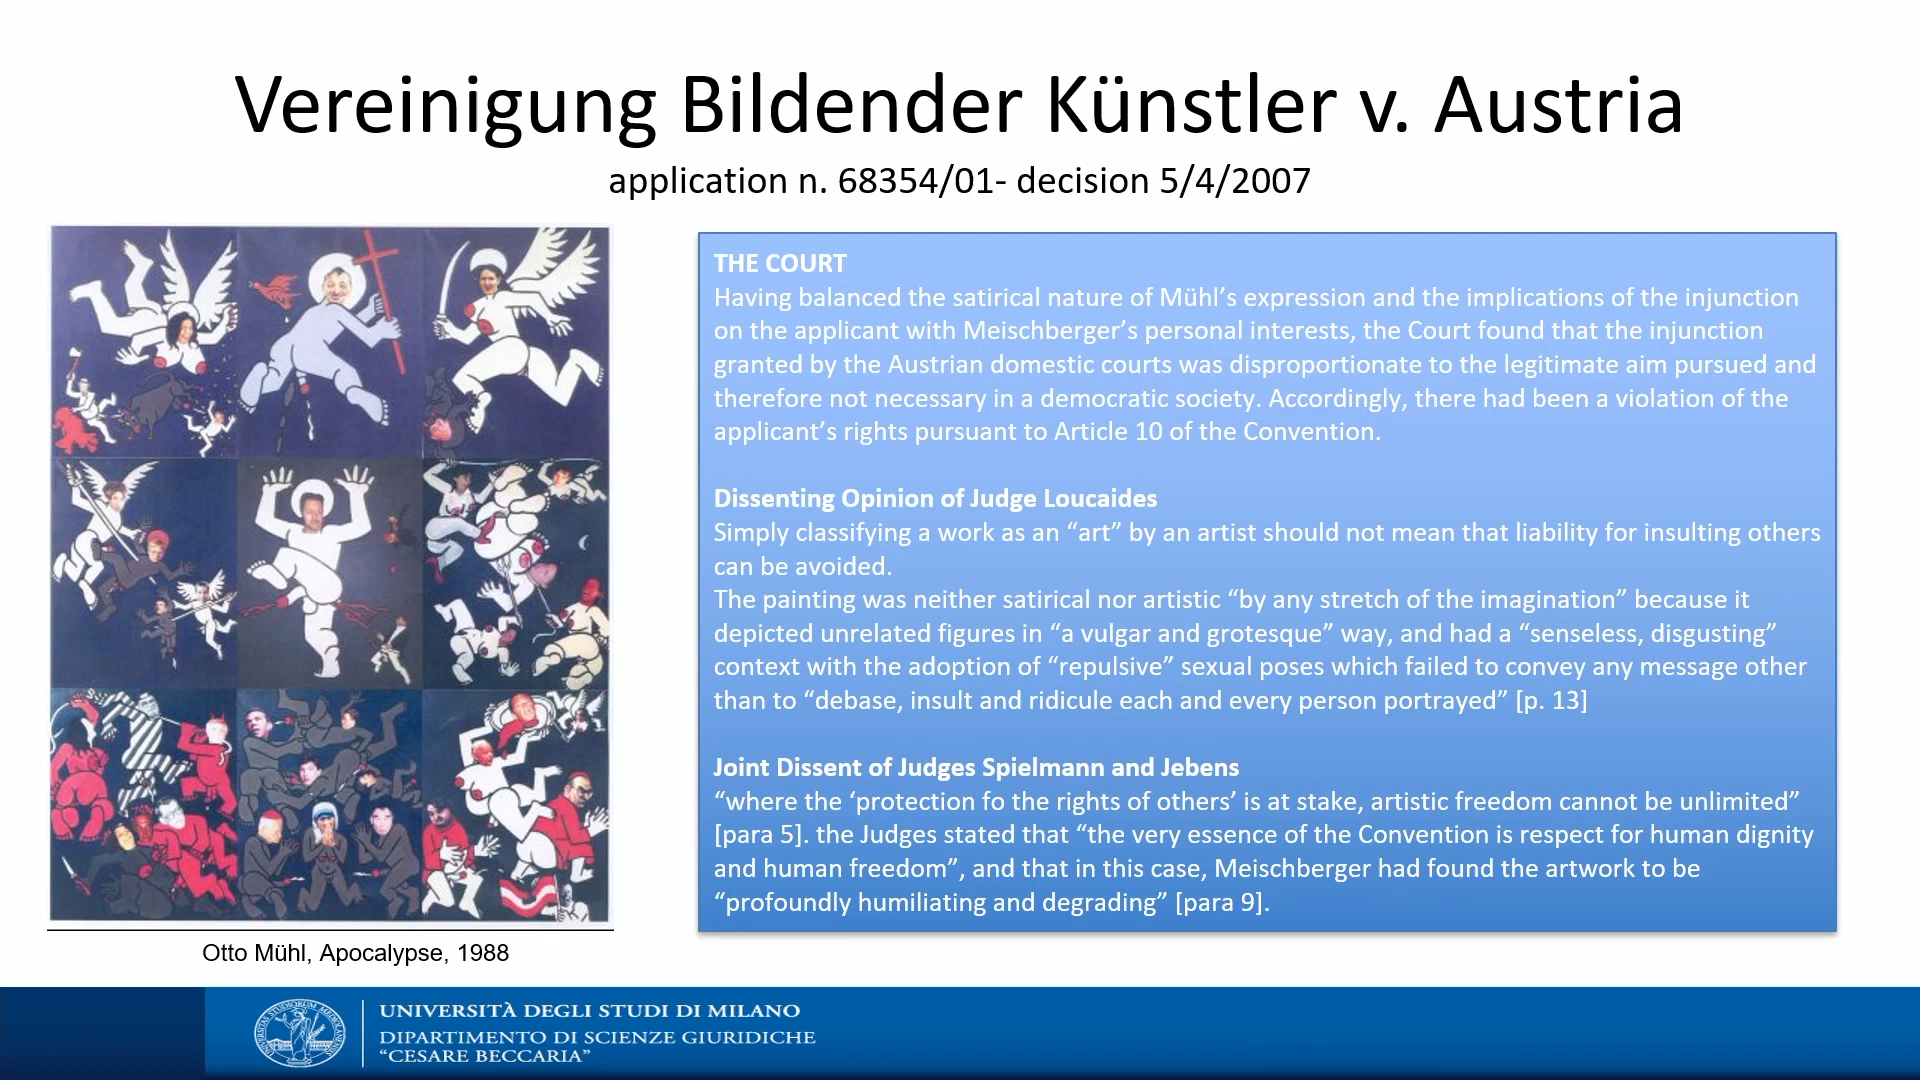 Vereinigung Bildender Künstler v. Austria
application n. 68354/01- decision 5/4/2007
THE COURT
Having balanced the satirical nature of Mühl’s expression and the implications of the injunction
on the applicant with Meischberger’s personal interests, the Court found that the injunction
granted by the Austrian domestic courts was disproportionate to the legitimate aim pursued and
therefore not necessary in a democratic society. Accordingly, there had been a violation of the
applicant’s rights pursuant to Article 10 of the Convention.
Dissenting Opinion of Judge Loucaides
Simply classifying a work as an “art” by an artist should not mean that liability for insulting others
can be avoided.
The painting was neither satirical nor artistic “by any stretch of the imagination” because it
depicted unrelated figures in “a vulgar and grotesque” way, and had a “senseless, disgusting”
context with the adoption of “repulsive” sexual poses which failed to convey any message other
than to “debase, insult and ridicule each and every person portrayed” [p. 13]
Joint Dissent of Judges Spielmann and Jebens
“where the ‘protection fo the rights of others’ is at stake, artistic freedom cannot be unlimited”
[para 5]. the Judges stated that “the very essence of the Convention is respect for human dignity
and human freedom”, and that in this case, Meischberger had found the artwork to be
“profoundly humiliating and degrading” [para 9].
Otto Mühl, Apocalypse, 1988
UNIVERSITÀ DEGLI STUDI DI MILANO
DIPARTIMENTO DI SCIENZE GIURIDICHE
“CESARE BECCARIA”